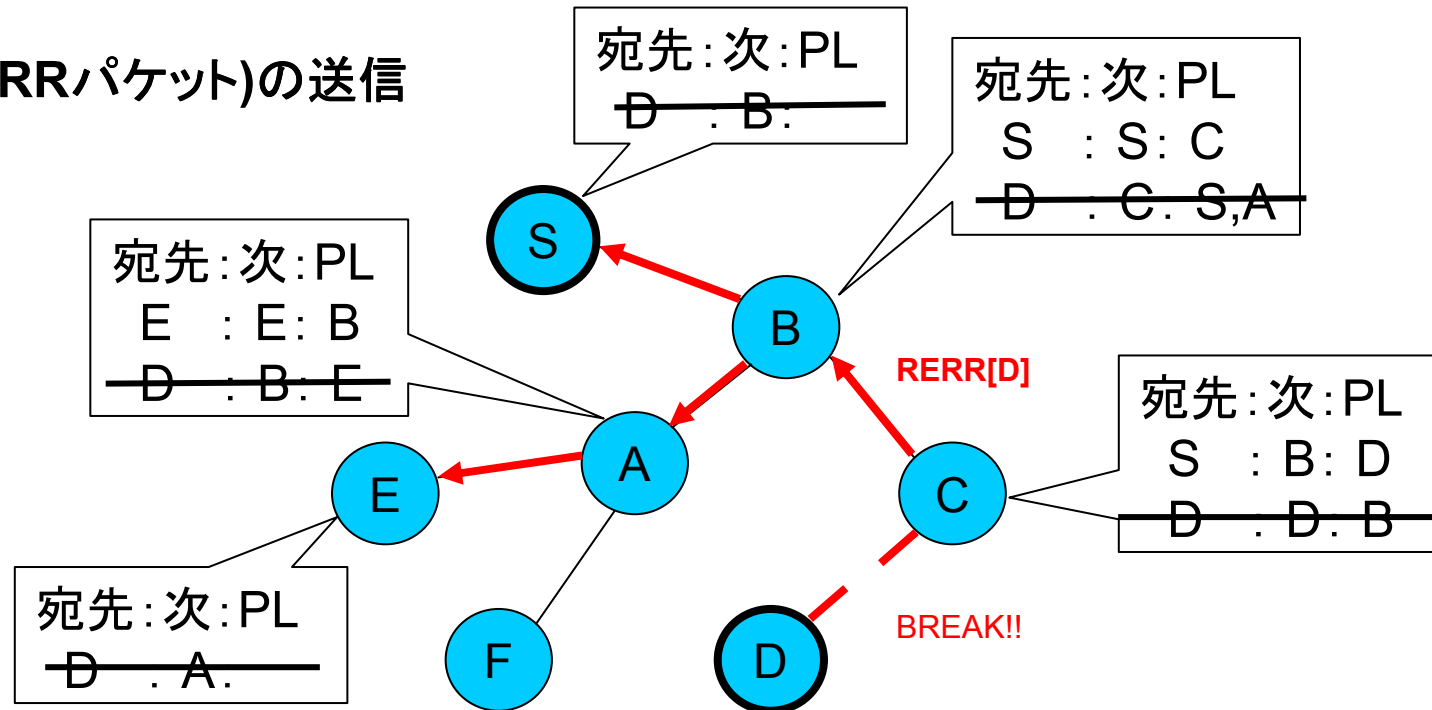 RRパケット)の送信
宛先:次:PL
D : B:
宛先:次:PL
S : S: C
D : C: S,A
宛先:次:PL
E : E: B
D : B: E
S
B
RERR[D]
宛先:次:PL
S : B: D
D : D: B
A
E
C
宛先:次:PL
D : A:
F
D
BREAK!!